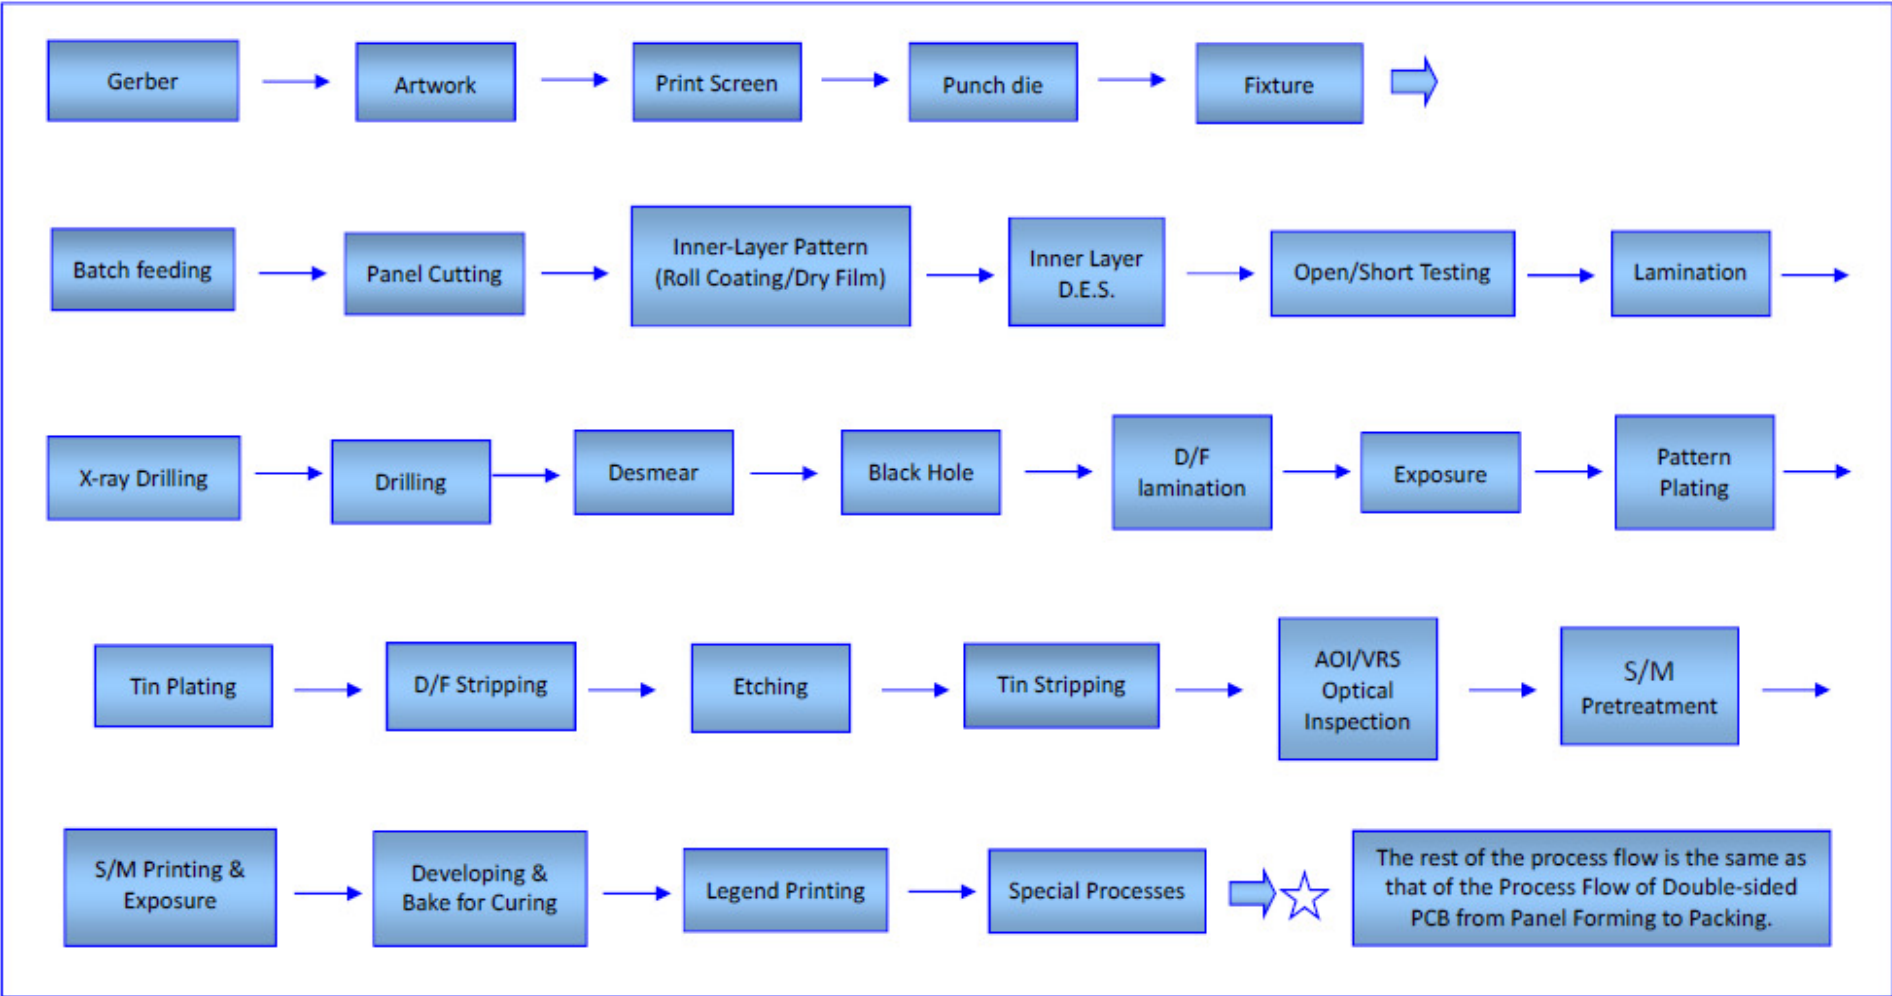 Gerber
Artwork
Print Screen
Punch die
Fixture
Batch feeding
Panel Cutting
Inner-Layer Pattern
(Roll Coating/Dry Film)
Inner Layer
D.E.S.
Open/Short Testing
Lamination
X-ray Drilling
Drilling
Desmear
Black Hole
D/F
lamination
Exposure
Pattern
Plating
Tin Plating
D/F Stripping
Etching
Tin Stripping
AOI/VRS
Optical
Inspection
S/M
Pretreatment
S/M Printing &
Exposure
Developing &
Bake for Curing
Legend Printing
Special Processes
The rest of the process flow is the same as
that of the Process Flow of Double-sided
PCB from Panel Forming to Packing.